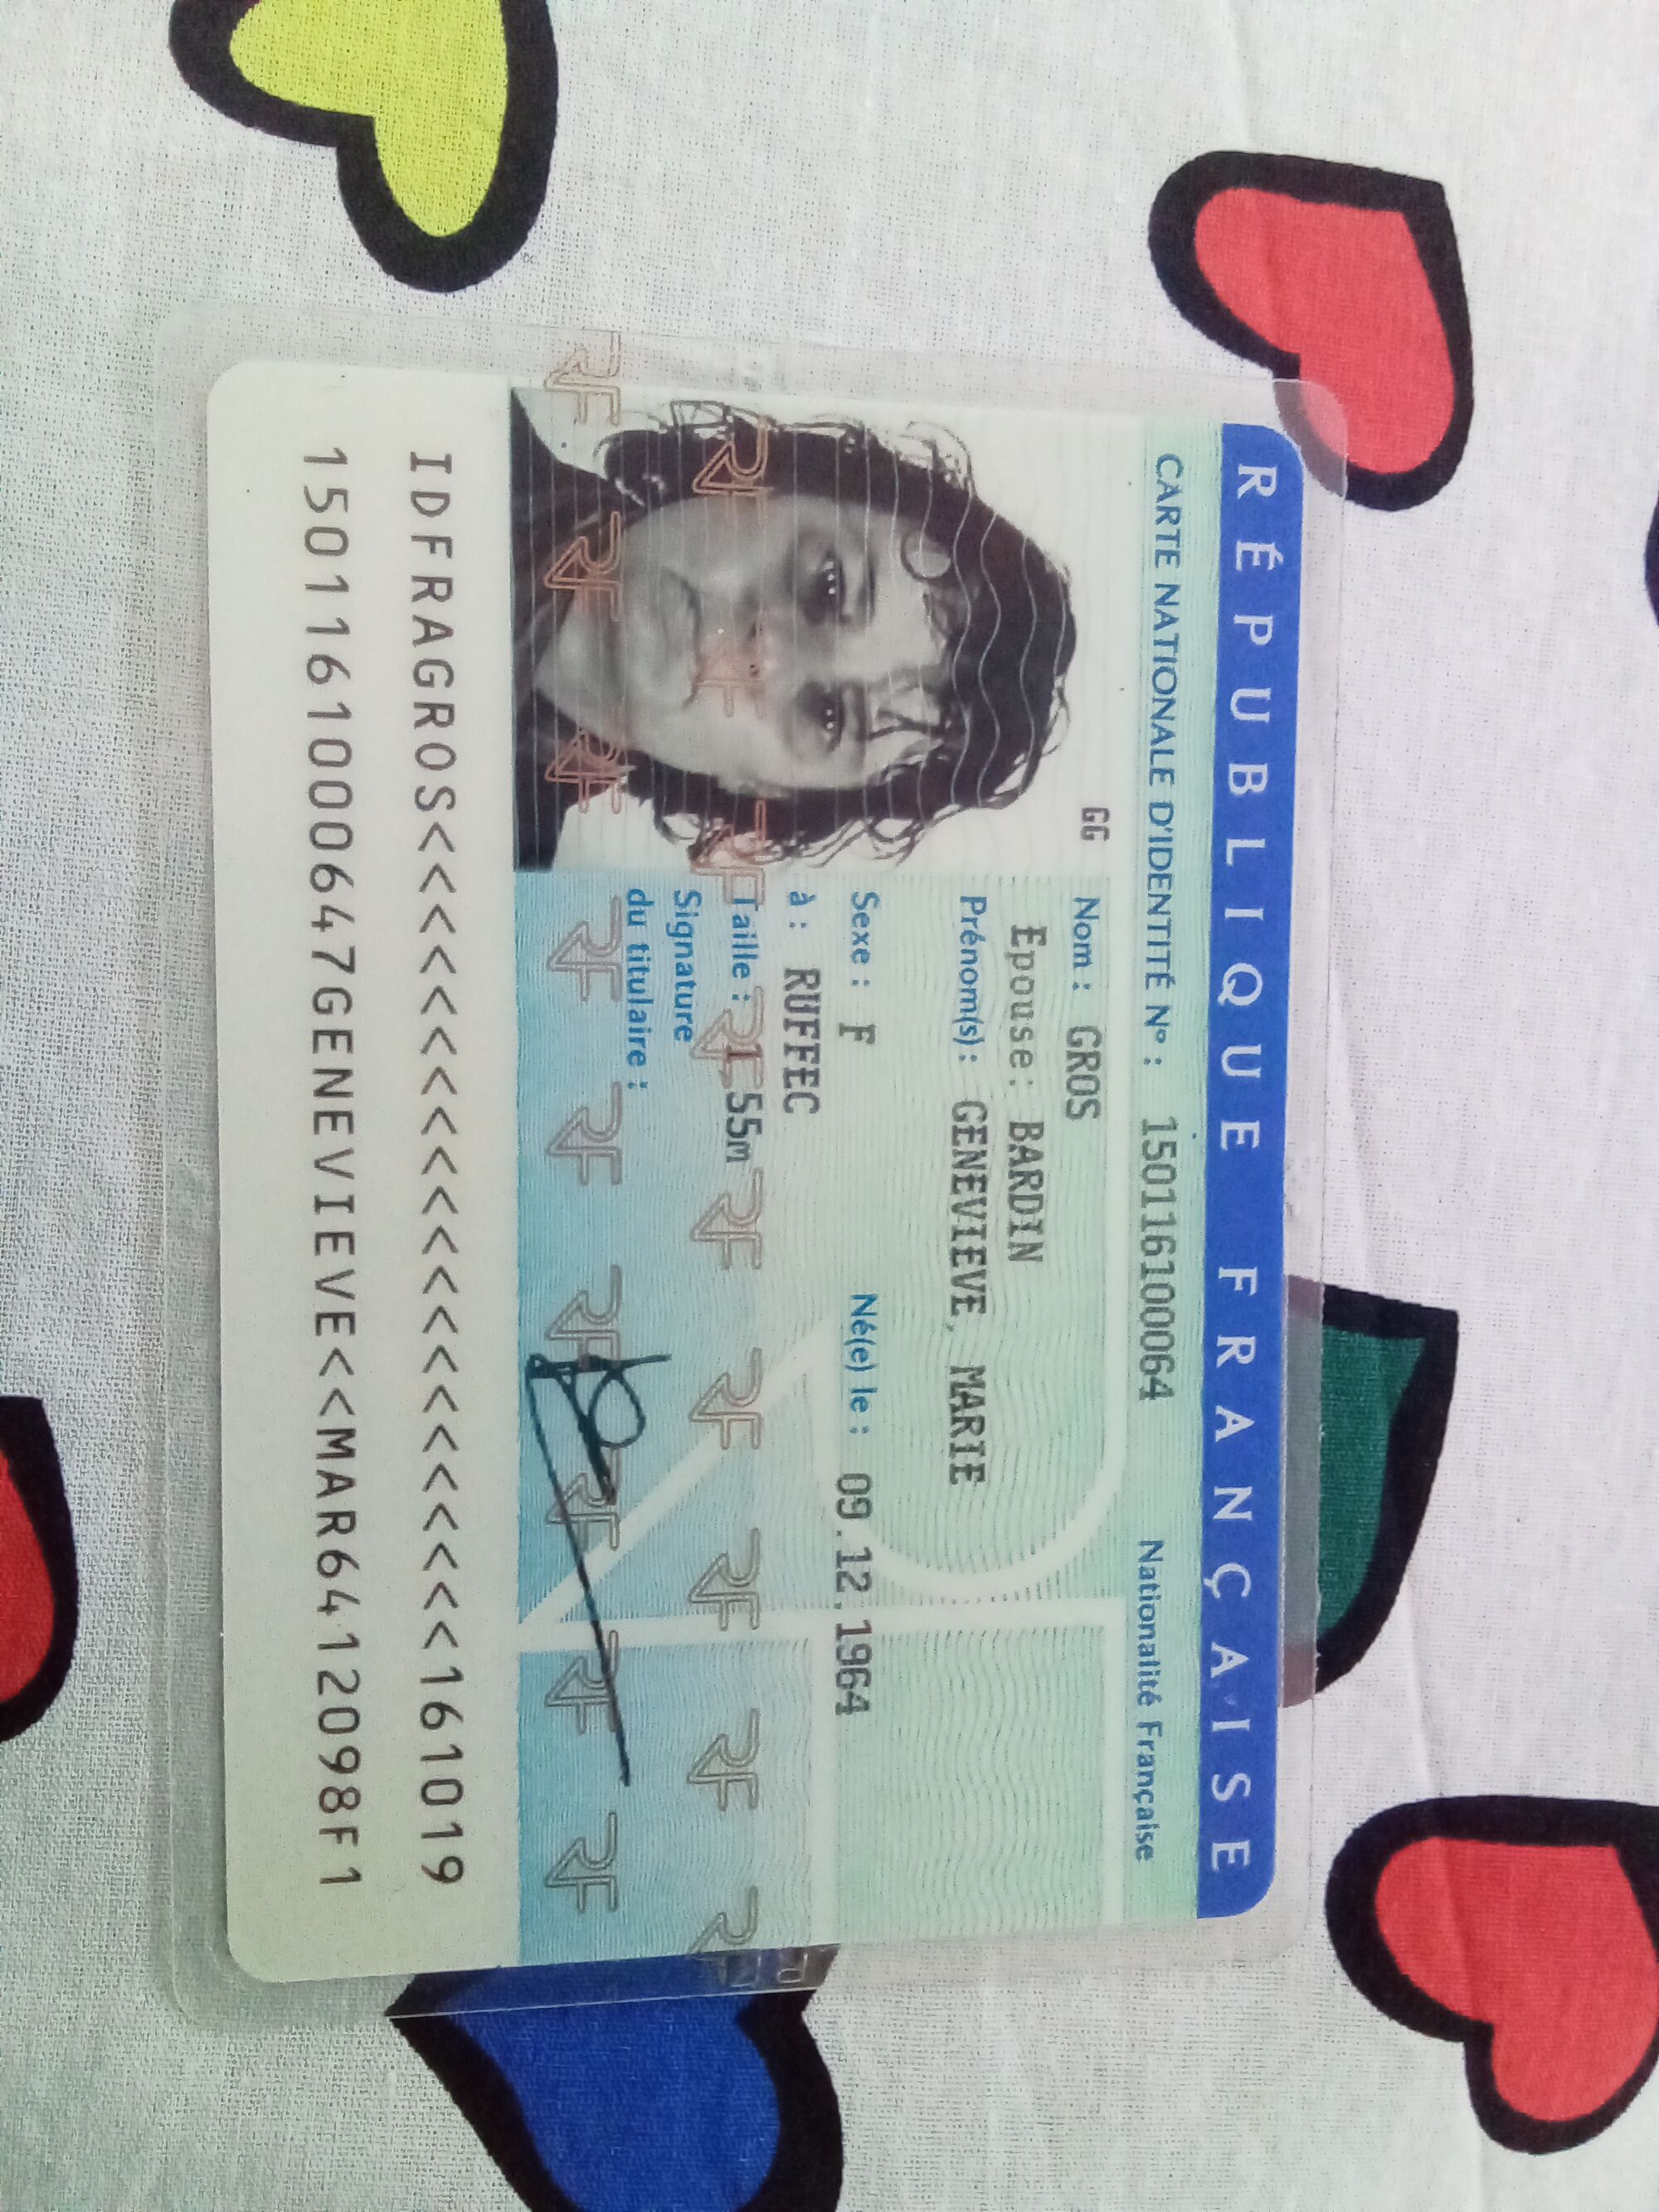 RÉPUBLIQUE FRANÇAISE
CARTE NATIONALE D'IDENTITÉ N° : 150116100064 Nationalité Française
GG
Nom : GROS
Epouse: BARDIN
Prénom(s): GENEVIEVE, MARIE
Sexe : F Né(e) le : 09.12.1964
à : RUFFEC
Taille : 1,55m
Signature
du titulaire :
IDFRAGROS<<<<<<<<<<<<<<<<<<<<<161019
1501161000647GENEVIEVE<<MAR6412098F1